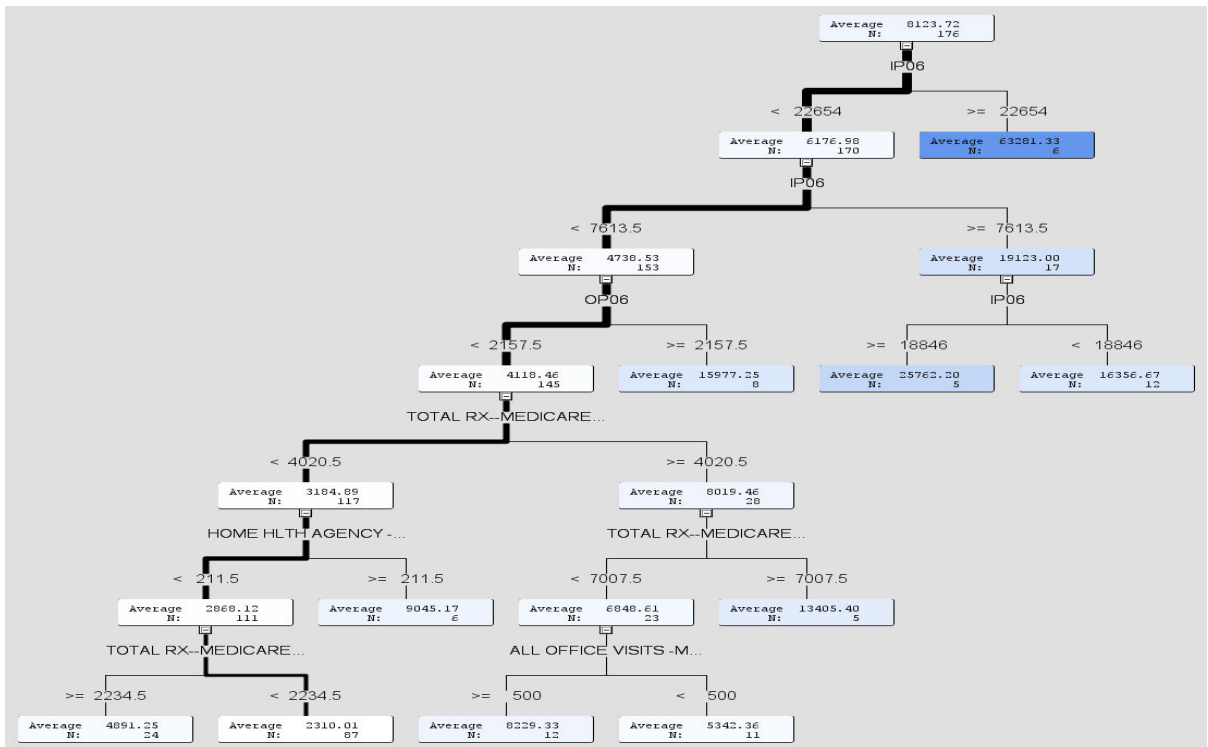 Average 8123.72
N: 176
IP06
< 22654 >= 22654
Average 6176.98 Average 63281.33
N: 170 N: 6
IP06
< 7613.5 >= 7613.5
Average 4738.53 Average 19123.00
N: 153 N: 17
OP06 IP06
< 2157.5 >= 2157.5 >= 18846 < 18846
Average 4118.46 Average 15977.25 Average 25762.20 Average 16356.67
N: 145 N: 8 N: 5 N: 12
TOTAL RX--MEDICARE...
< 4020.5 >= 4020.5
Average 3184.89 Average 8019.46
N: 117 N: 28
HOME HLTH AGENCY -... TOTAL RX--MEDICARE...
< 211.5 >= 211.5 < 7007.5 >= 7007.5
Average 2868.12 Average 9045.17 Average 6848.61 Average 13405.40
N: 111 N: 6 N: 23 N: 5
TOTAL RX--MEDICARE... ALL OFFICE VISITS -M...
>= 2234.5 < 2234.5 >= 500 < 500
Average 4891.25 Average 2310.01 Average 8229.33 Average 5342.36
N: 24 N: 87 N: 12 N: 11